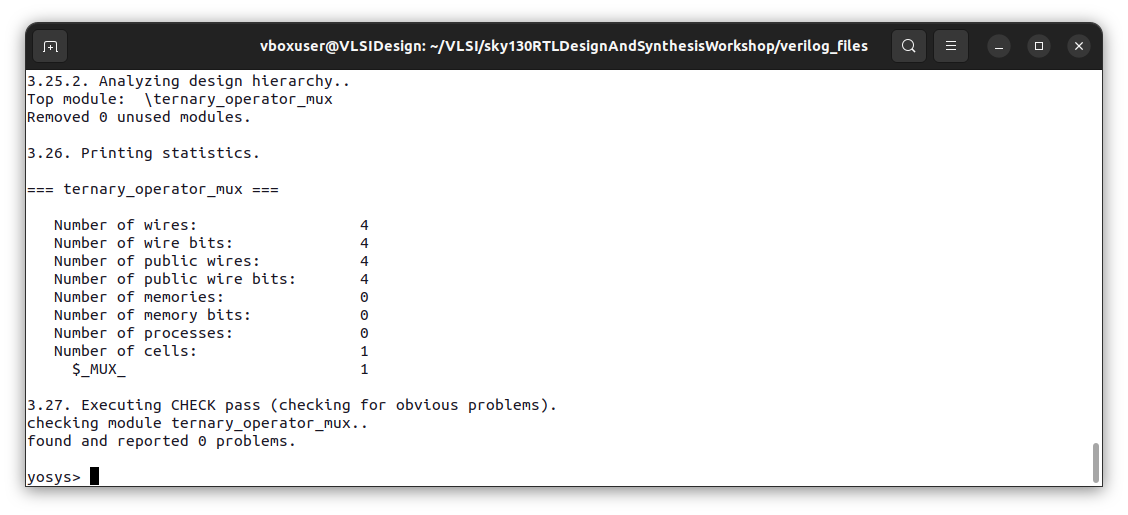 vboxuser@VLSIDesign: ~/VLSI/sky130RTLDesignAndSynthesisWorkshop/verilog_files
3.25.2. Analyzing design hierarchy..
Top module:  \ternary_operator_mux
Removed 0 unused modules.
3.26. Printing statistics.
=== ternary_operator_mux ===
Number of wires: 4
Number of wire bits: 4
Number of public wires: 4
Number of public wire bits: 4
Number of memories: 0
Number of memory bits: 0
Number of processes: 0
Number of cells: 1
$_MUX_ 1
3.27. Executing CHECK pass (checking for obvious problems).
checking module ternary_operator_mux..
found and reported 0 problems.
yosys>